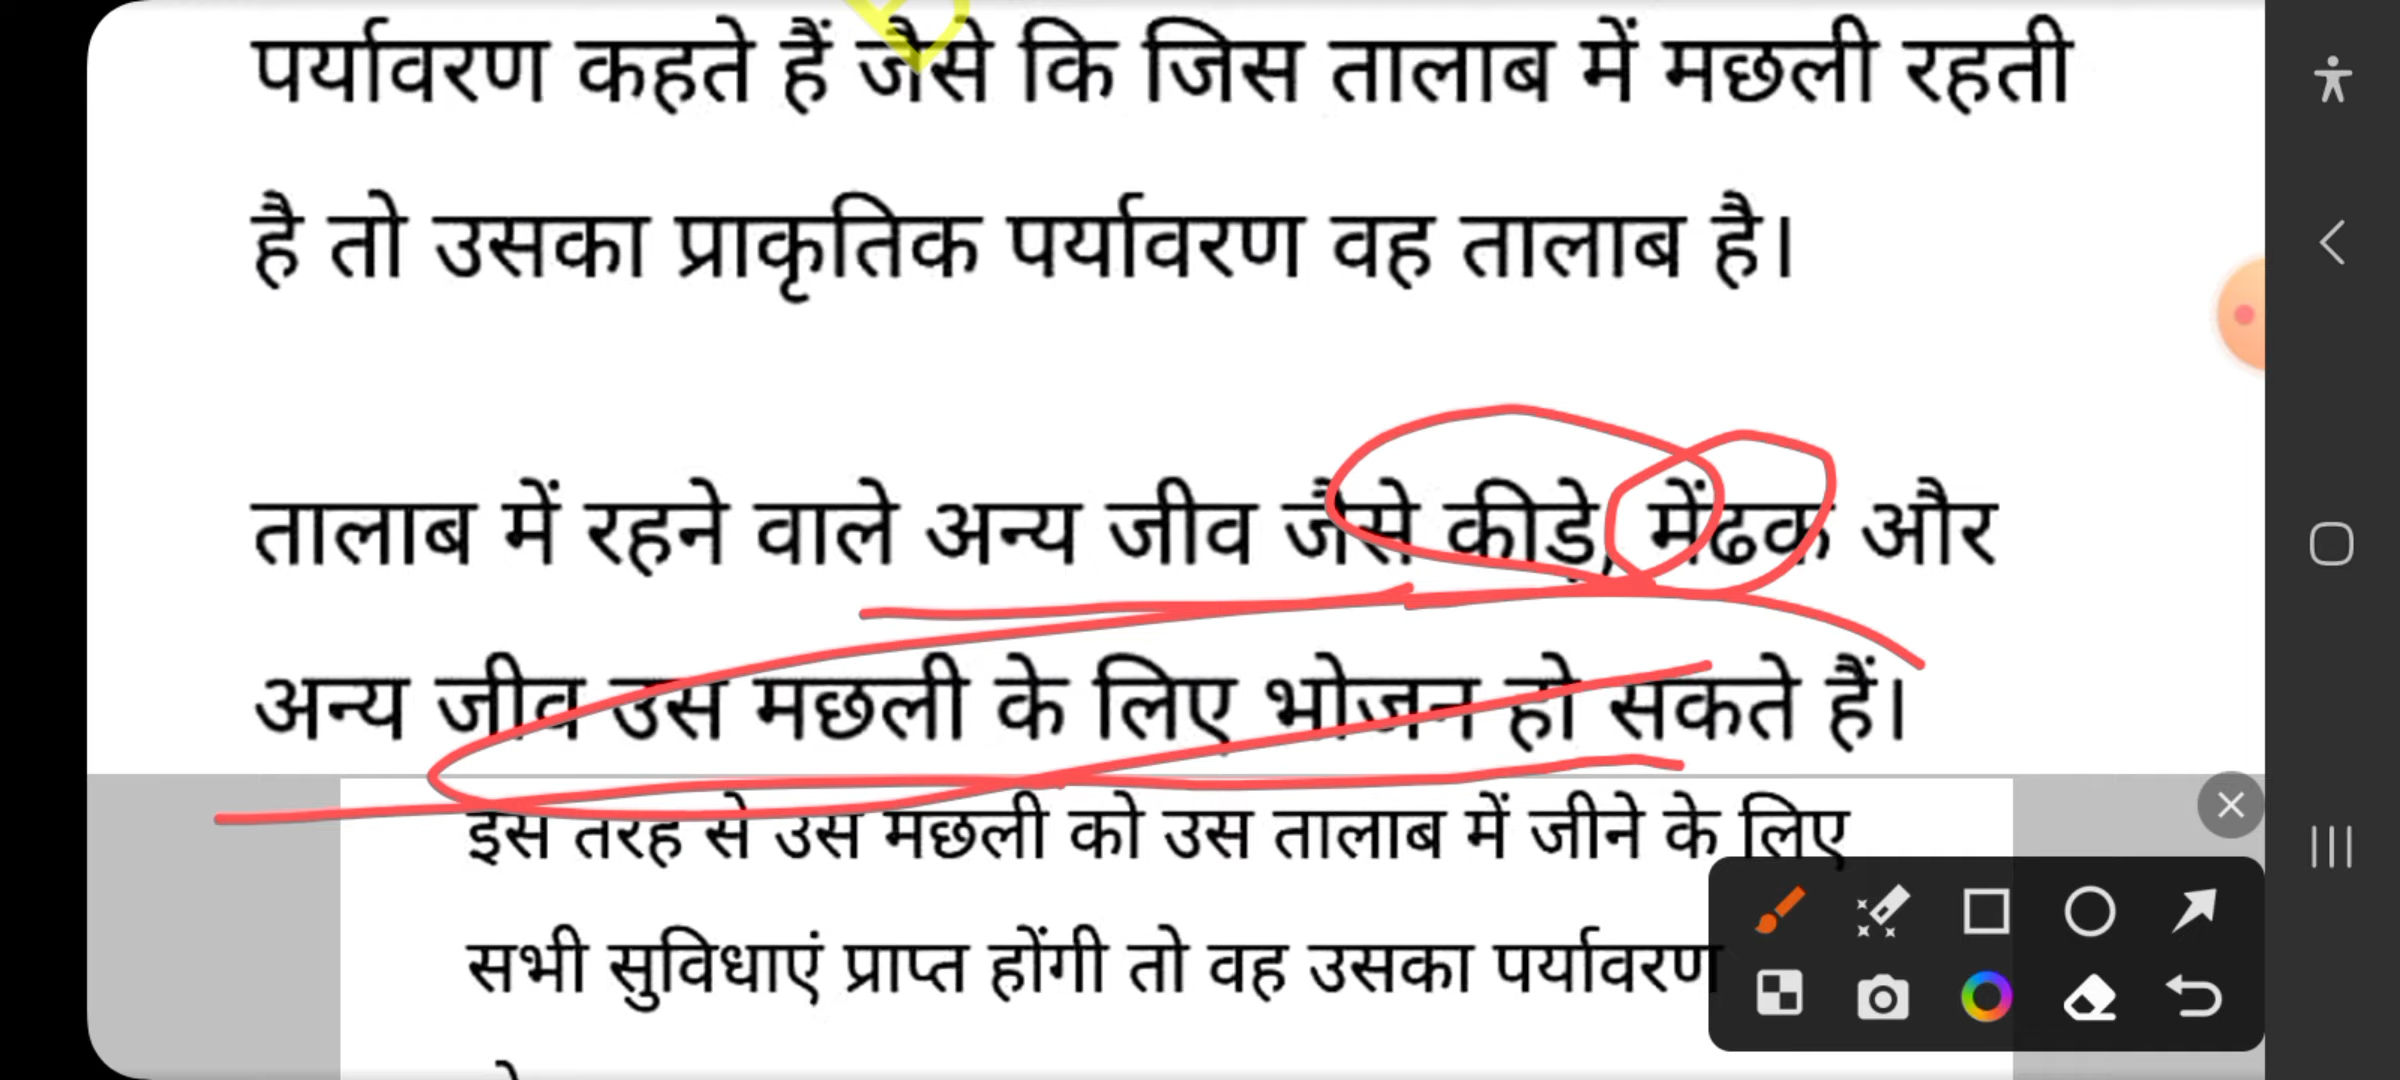 पर्यावरण कहते हैं जैसे कि जिस तालाब में मछली रहती
है तो उसका प्राकृतिक पर्यावरण वह तालाब है।
तालाब में रहने वाले अन्य जीव जैसे कीड़े, मेंढक और
अन्य जीव उस मछली के लिए भोजन हो सकते हैं।
इस तरह से उस मछली को उस तालाब में जीने के लिए
सभी सुविधाएं प्राप्त होंगी तो वह उसका पर्यावरण